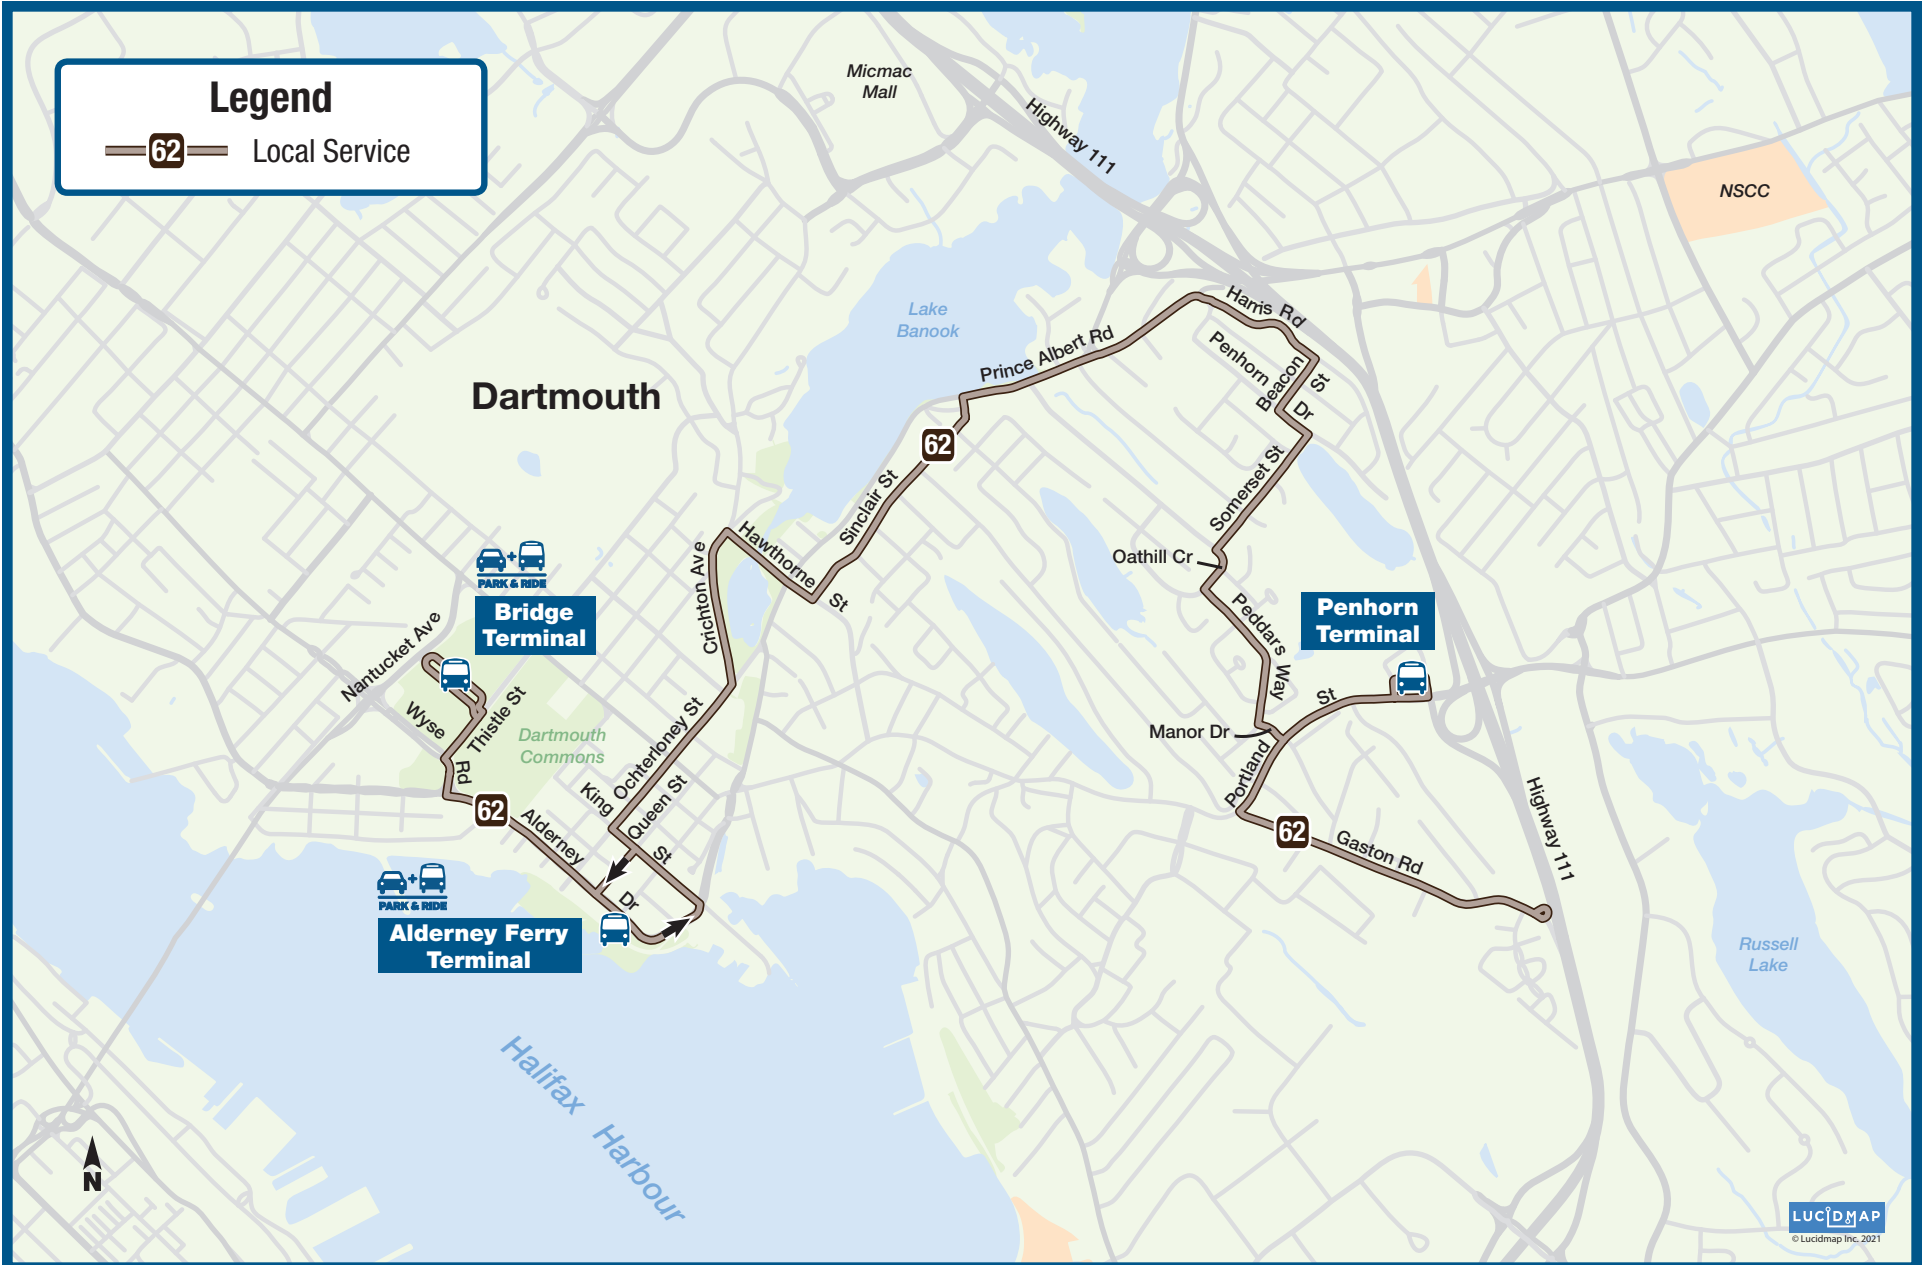 Legend
62 Local Service
Micmac
Mall
Highway 111
NSCC
Lake
Banook
Harris Rd
Prince Albert Rd
Penhorn
Dr
Beacon
St
Dartmouth
62
Sinclair St
Somerset St
Hawthorne
St
Crichton Ave
Oathill Cr
PARK & RIDE
Bridge
Terminal
Peddars
Way
Penhorn
Terminal
Nantucket Ave
Wyse
Rd
Thistle St
Dartmouth
Commons
Ochterloney St
Manor Dr
Portland
St
King
St
Queen St
62
Alderney
Dr
62
Gaston Rd
Highway 111
PARK & RIDE
Alderney Ferry
Terminal
Russell
Lake
Halifax Harbour
N
LUCIDMAP
© Lucidmap Inc. 2021